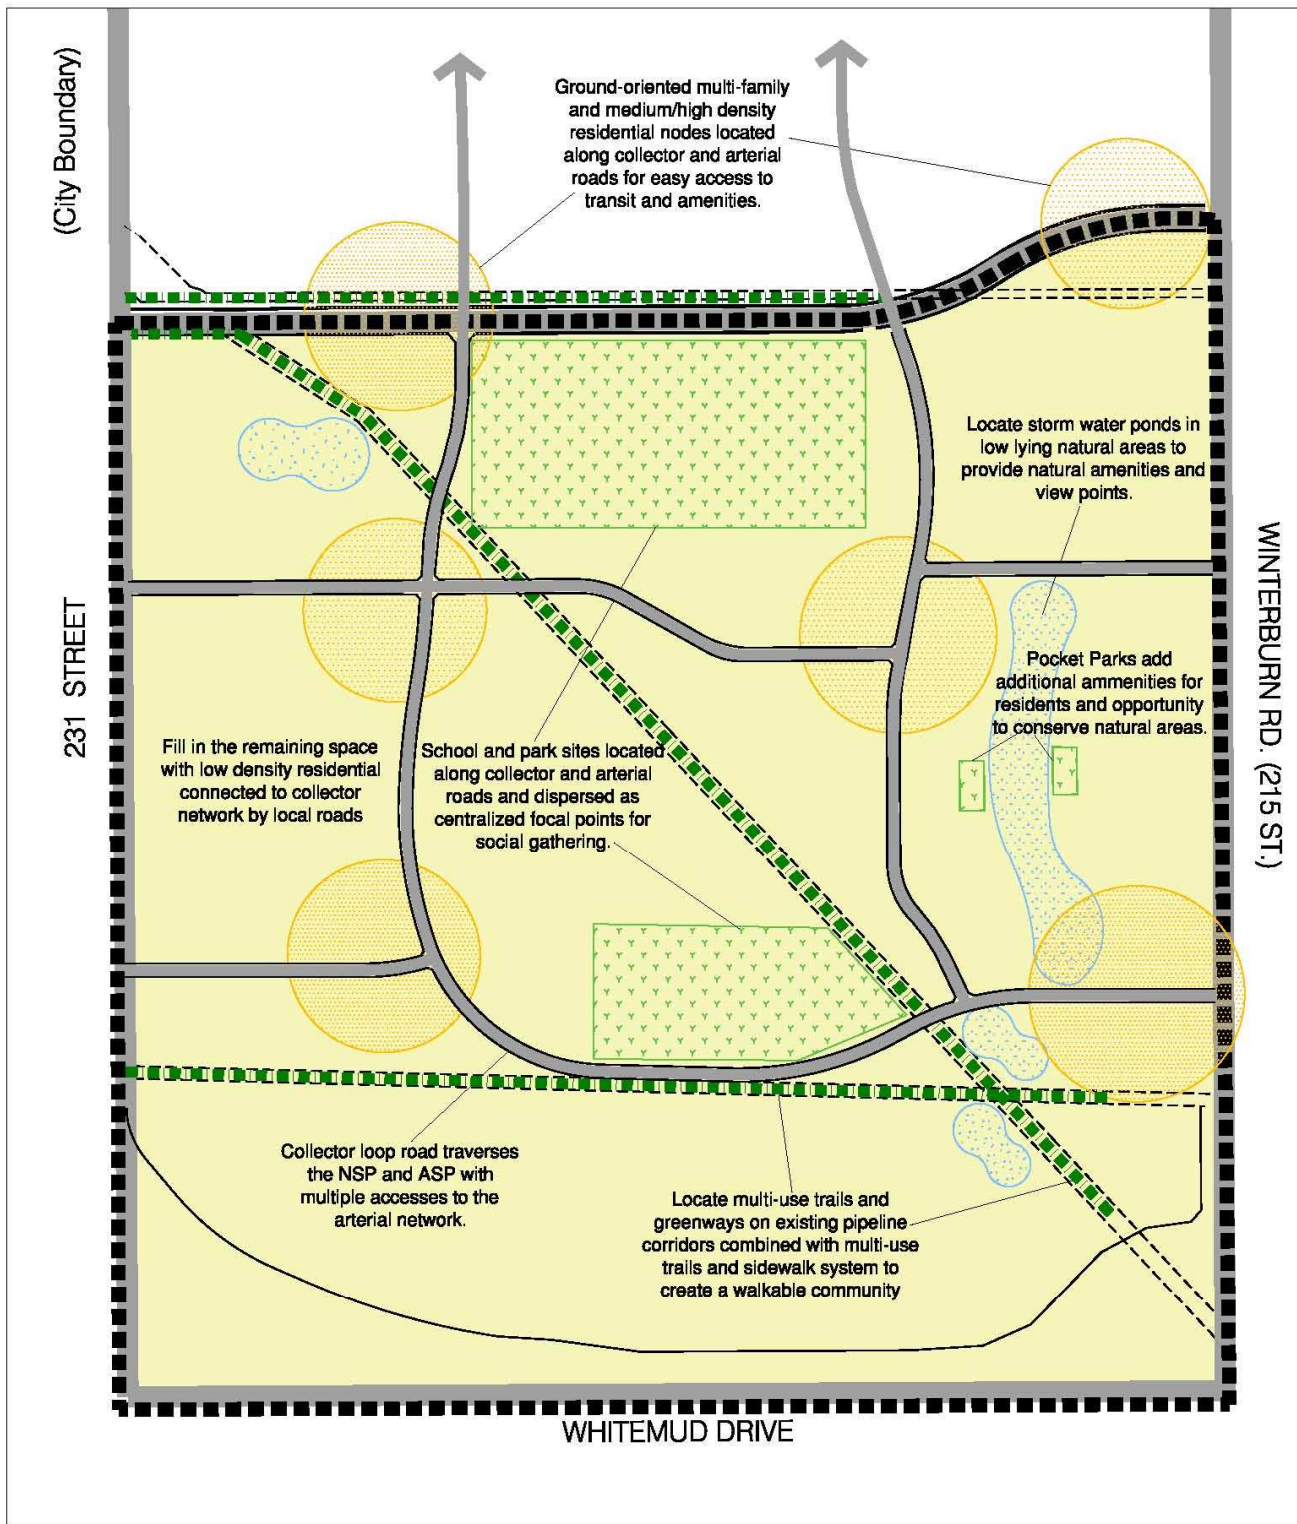 (City Boundary)
Ground-oriented multi-family
and medium/high density
residential nodes located
along collector and arterial
roads for easy access to
transit and amenities.
Locate storm water ponds in
low lying natural areas to
provide natural amenities and
view points.
231 STREET
WINTERBURN RD. (215 ST.)
Pocket Parks add
additional ammenities for
residents and opportunity
to conserve natural areas.
Fill in the remaining space
with low density residential
connected to collector
network by local roads
School and park sites located
along collector and arterial
roads and dispersed as
centralized focal points for
social gathering.
Collector loop road traverses
the NSP and ASP with
multiple accesses to the
arterial network.
Locate multi-use trails and
greenways on existing pipeline
corridors combined with multi-use
trails and sidewalk system to
create a walkable community
WHITEMUD DRIVE